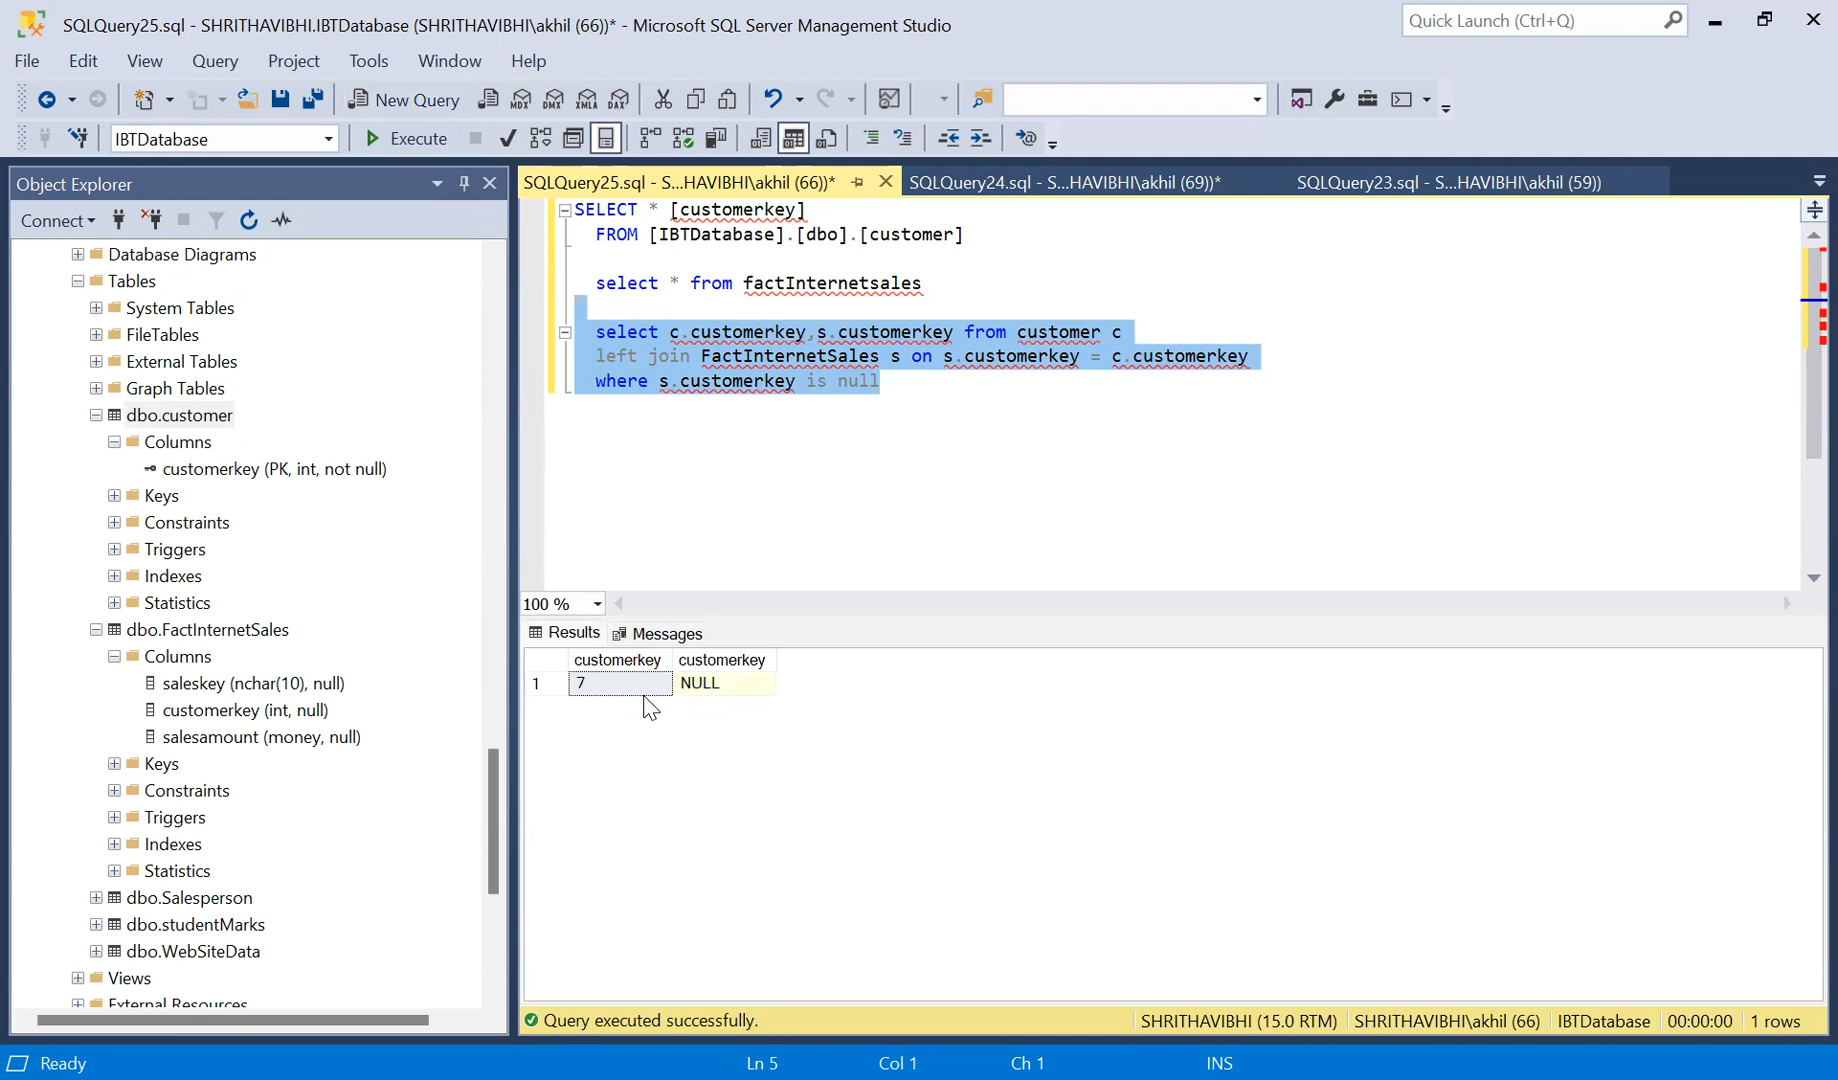 SQLQuery25.sql - SHRITHAVIBHI.IBTDatabase (SHRITHAVIBHI\akhil (66))* - Microsoft SQL Server Management Studio
Quick Launch (Ctrl+Q)
File Edit View Query Project Tools Window Help
New Query MDX DMX XMLA DAX
IBTDatabase Execute
Object Explorer
Connect
Database Diagrams
Tables
System Tables
FileTables
External Tables
Graph Tables
dbo.customer
Columns
customerkey (PK, int, not null)
Keys
Constraints
Triggers
Indexes
Statistics
dbo.FactInternetSales
Columns
saleskey (nchar(10), null)
customerkey (int, null)
salesamount (money, null)
Keys
Constraints
Triggers
Indexes
Statistics
dbo.Salesperson
dbo.studentMarks
dbo.WebSiteData
Views
External Resources
SQLQuery25.sql - S...HAVIBHI\akhil (66))* SQLQuery24.sql - S...HAVIBHI\akhil (69))* SQLQuery23.sql - S...HAVIBHI\akhil (59))
SELECT * [customerkey]
FROM [IBTDatabase].[dbo].[customer]
select * from factInternetsales
select c.customerkey,s.customerkey from customer c
left join FactInternetSales s on s.customerkey = c.customerkey
where s.customerkey is null
100 %
Results Messages
customerkey customerkey
1 7 NULL
Query executed successfully. SHRITHAVIBHI (15.0 RTM) SHRITHAVIBHI\akhil (66) IBTDatabase 00:00:00 1 rows
Ready Ln 5 Col 1 Ch 1 INS